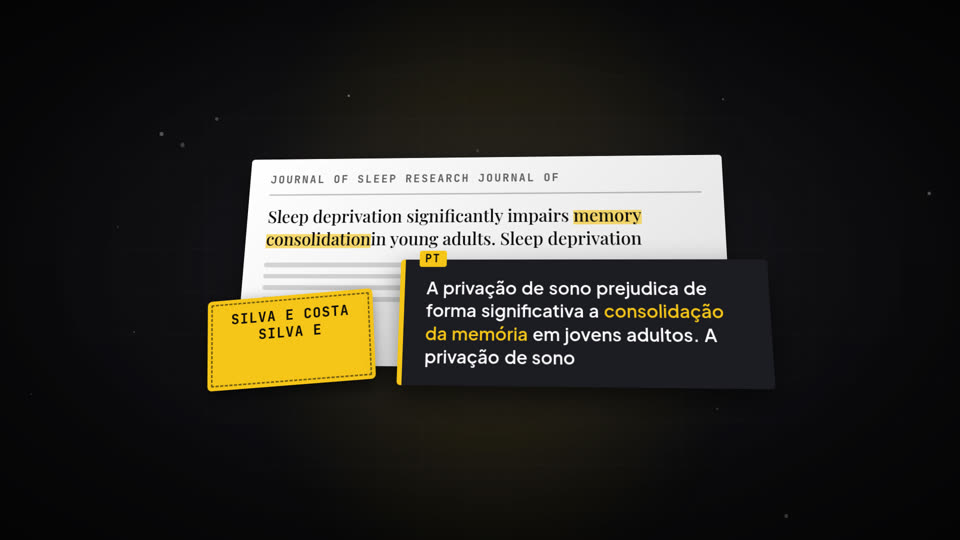 JOURNAL OF SLEEP RESEARCH JOURNAL OF
Sleep deprivation significantly impairs memory
consolidationin young adults. Sleep deprivation
PT
A privação de sono prejudica de
forma significativa a consolidação
da memória em jovens adultos. A
privação de sono
SILVA E COSTA
SILVA E